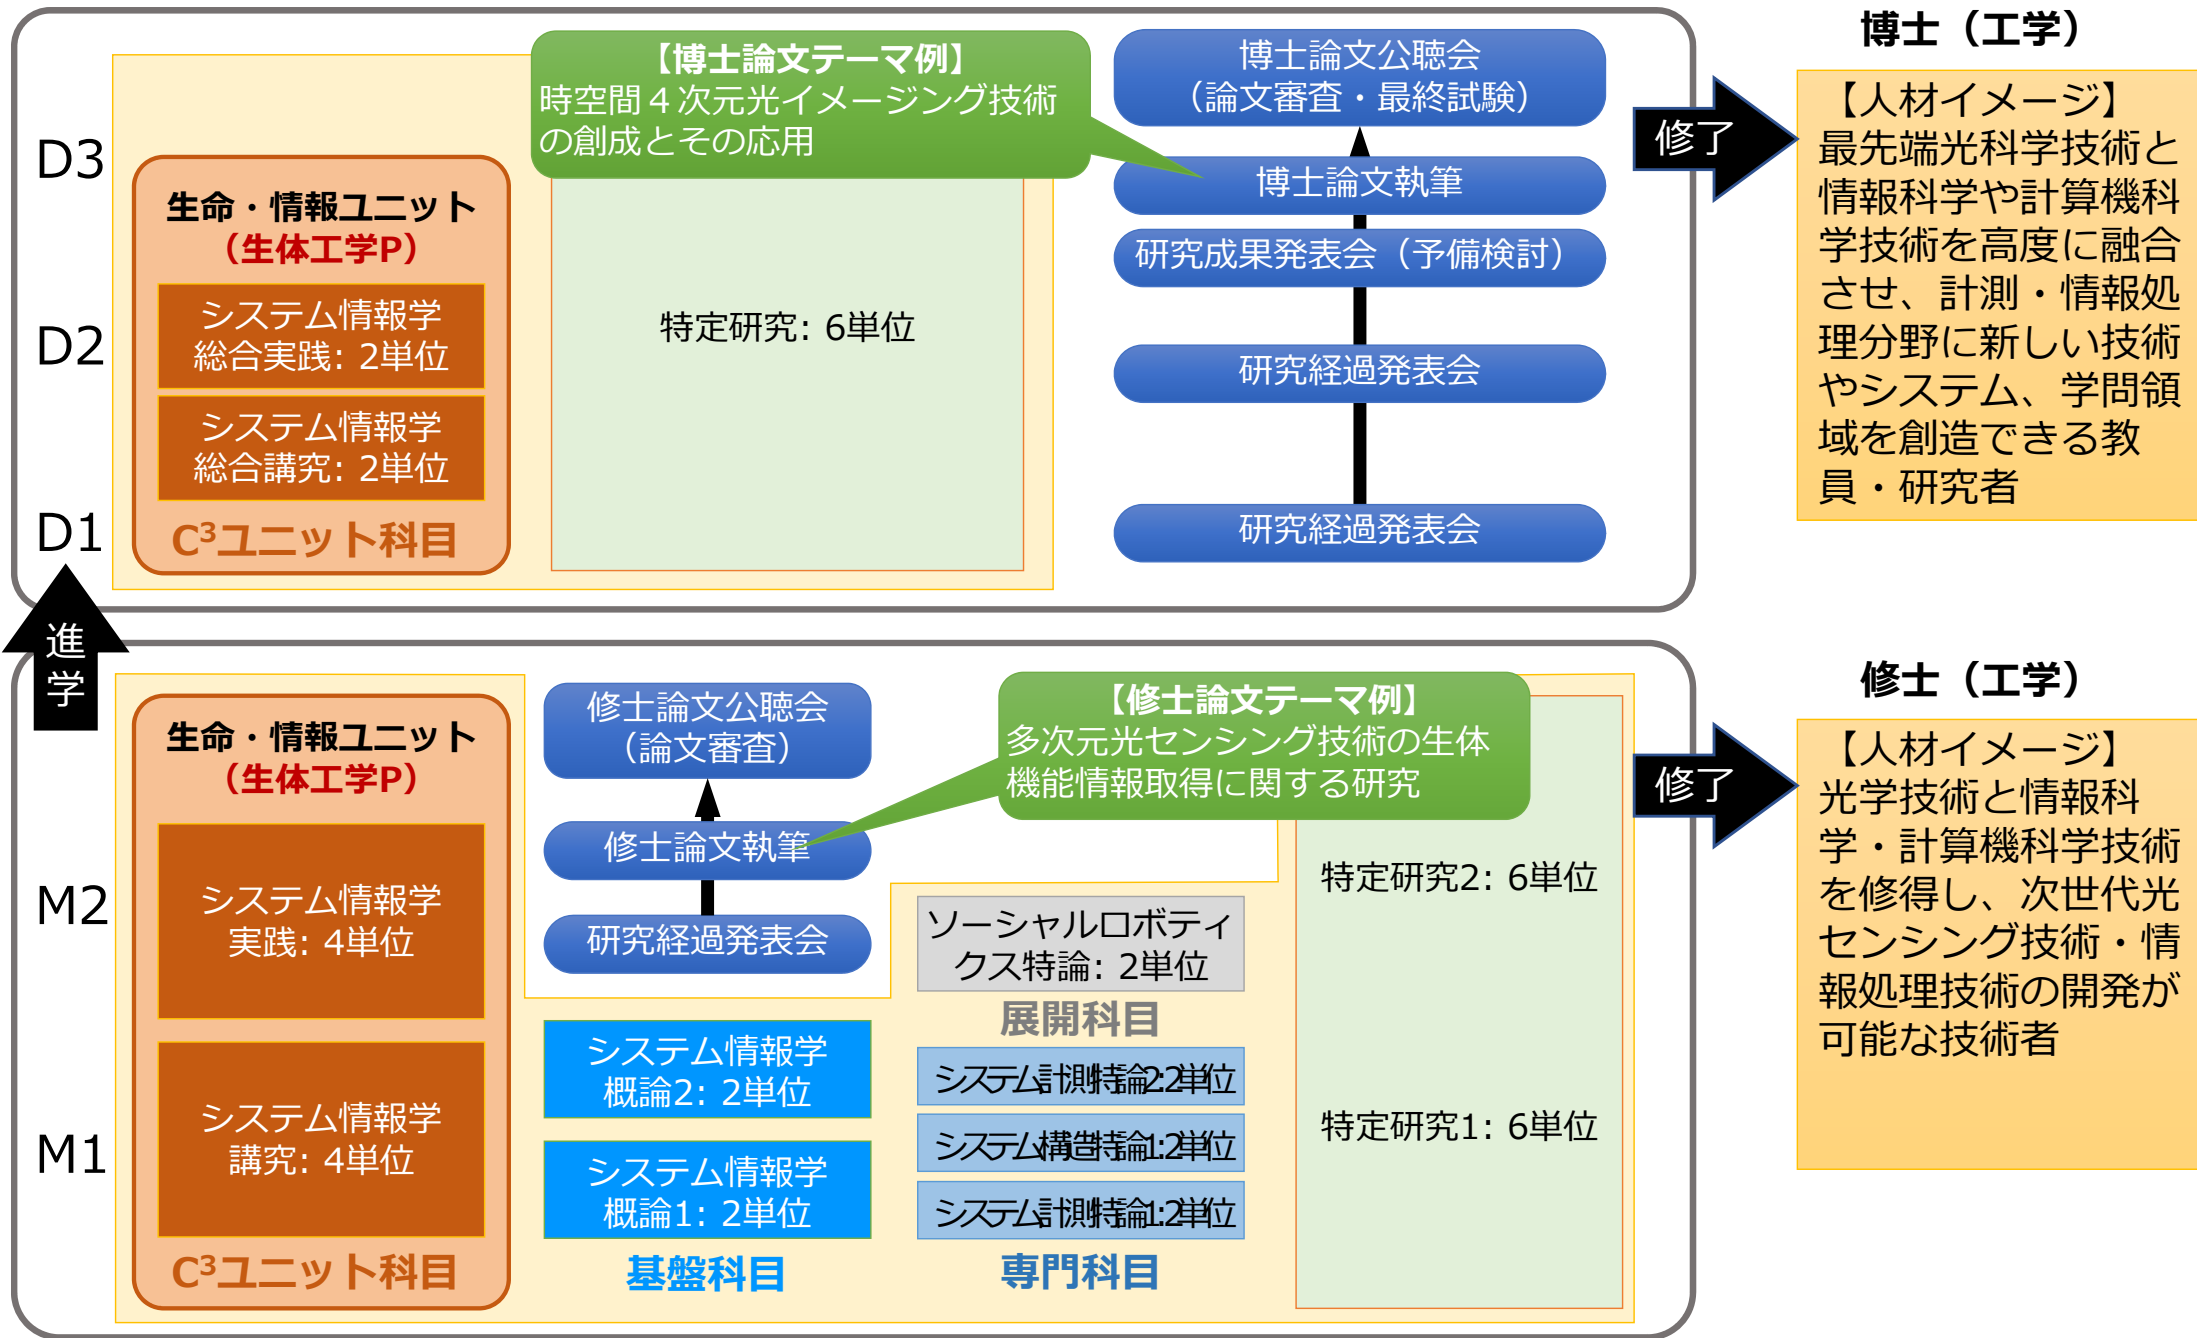 博士（工学）
【人材イメージ】
最先端光科学技術と
情報科学や計算機科
学技術を高度に融合
させ、計測・情報処
理分野に新しい技術
やシステム、学問領
域を創造できる教
員・研究者
修了
D3
D2
D1
生命・情報ユニット
（生体工学P）
システム情報学
総合実践: 2単位
システム情報学
総合講究: 2単位
C³ユニット科目
【博士論文テーマ例】
時空間４次元光イメージング技術
の創成とその応用
特定研究: 6単位
博士論文公聴会
（論文審査・最終試験）
博士論文執筆
研究成果発表会（予備検討）
研究経過発表会
研究経過発表会
進
学
M2
M1
生命・情報ユニット
（生体工学P）
システム情報学
実践: 4単位
システム情報学
講究: 4単位
C³ユニット科目
修士論文公聴会
（論文審査）
修士論文執筆
研究経過発表会
システム情報学
概論2: 2単位
システム情報学
概論1: 2単位
基盤科目
【修士論文テーマ例】
多次元光センシング技術の生体
機能情報取得に関する研究
ソーシャルロボティ
クス特論: 2単位
展開科目
システム計測特論2:2単位
システム構造特論1:2単位
システム計測特論1:2単位
専門科目
特定研究2: 6単位
特定研究1: 6単位
修了
修士（工学）
【人材イメージ】
光学技術と情報科
学・計算機科学技術
を修得し、次世代光
センシング技術・情
報処理技術の開発が
可能な技術者